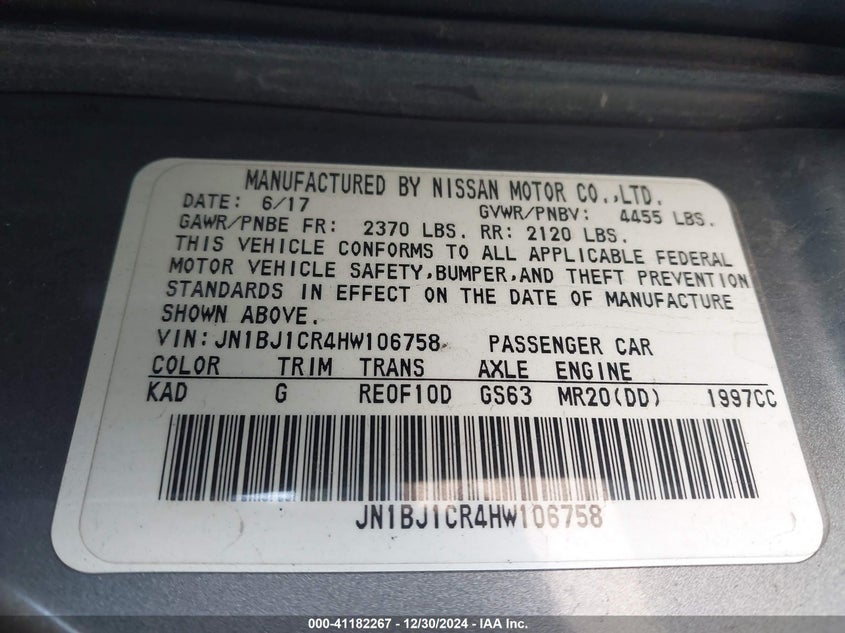 MANUFACTURED BY NISSAN MOTOR CO.,LTD.
DATE: 6/17 GVWR/PNBV: 4455 LBS.
GAWR/PNBE FR: 2370 LBS. RR: 2120 LBS.
THIS VEHICLE CONFORMS TO ALL APPLICABLE FEDERAL
MOTOR VEHICLE SAFETY,BUMPER,AND THEFT PREVENTION
STANDARDS IN EFFECT ON THE DATE OF MANUFACTURE
SHOWN ABOVE.
VIN:JN1BJ1CR4HW106758 PASSENGER CAR
COLOR TRIM TRANS AXLE ENGINE
KAD G RE0F10D GS63 MR20(DD) 1997CC
JN1BJ1CR4HW106758
000-41182267 - 12/30/2024 - IAA Inc.